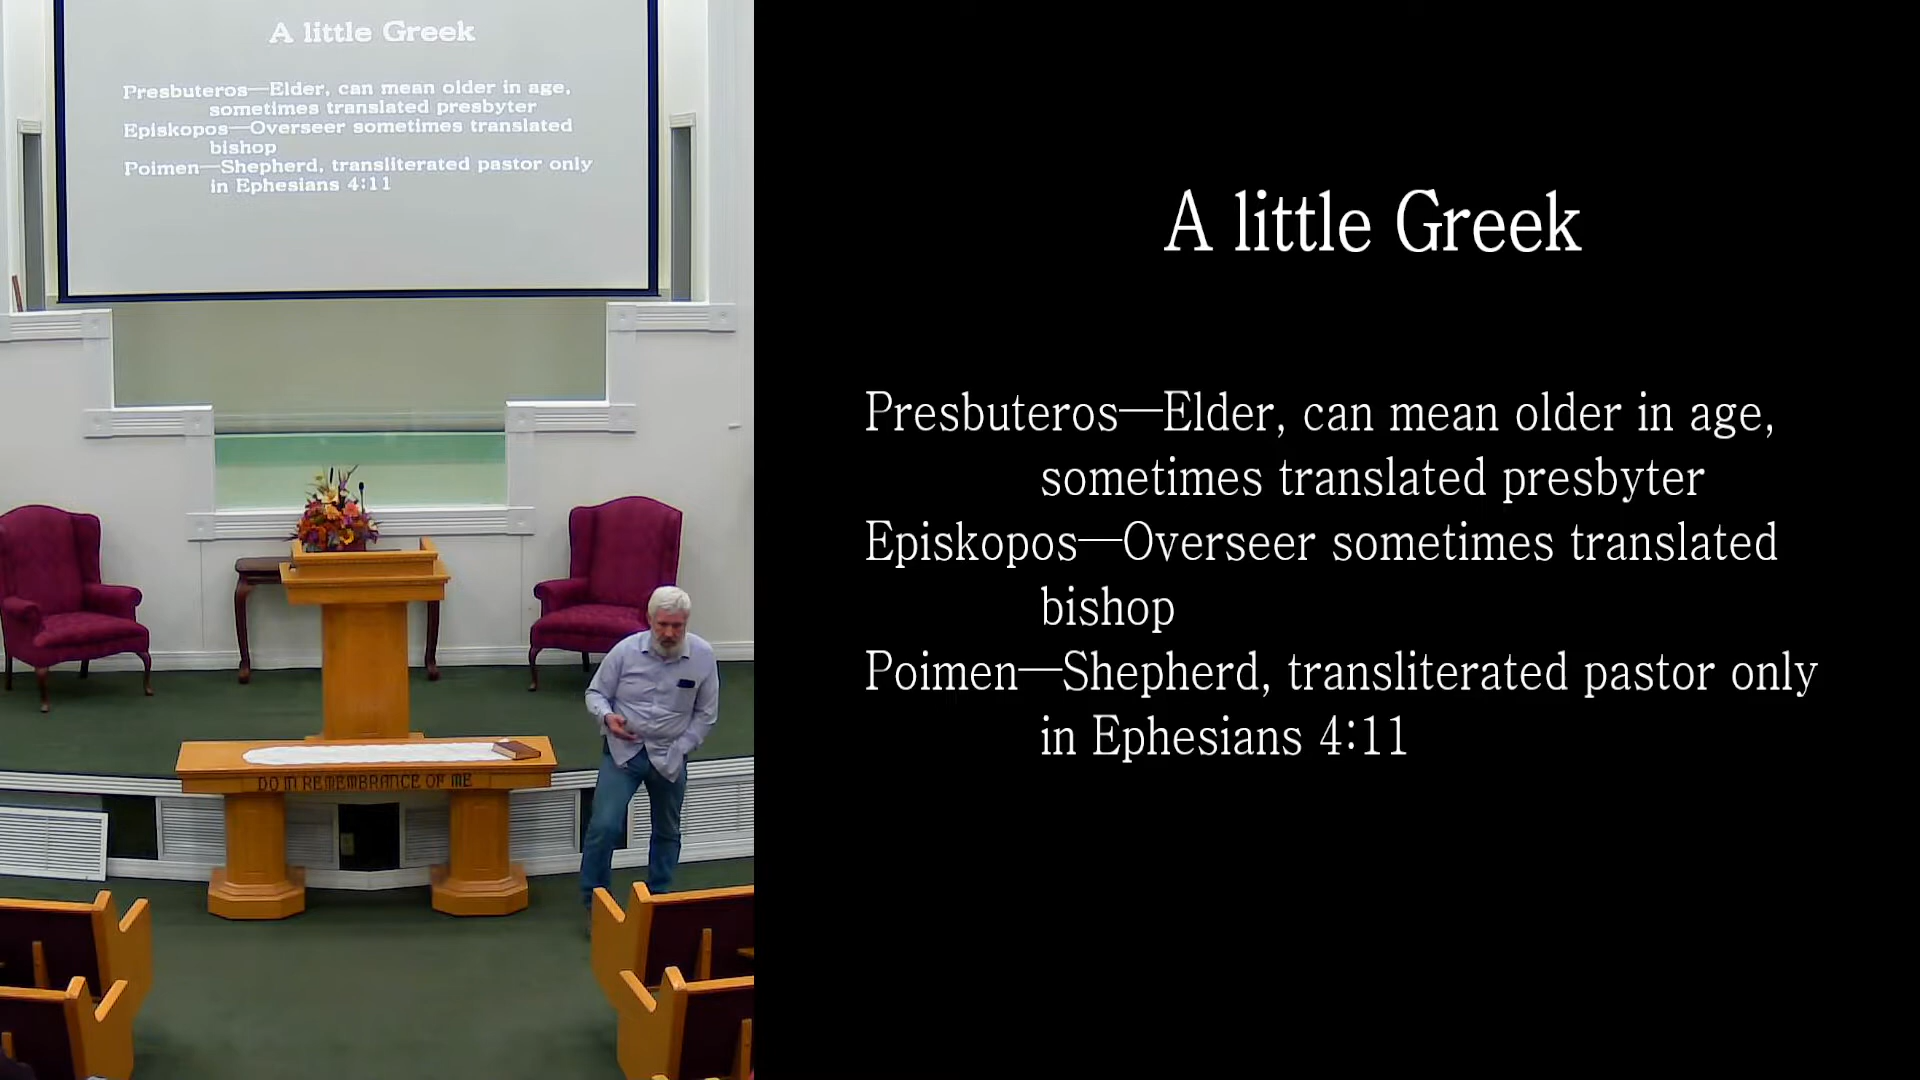 A little Greek
Presbuteros—Elder, can mean older in age,
sometimes translated presbyter
Episkopos—Overseer sometimes translated
bishop
Poimen—Shepherd, transliterated pastor only
in Ephesians 4:11
DO IN REMEMBRANCE OF ME
A little Greek
Presbuteros—Elder, can mean older in age,
sometimes translated presbyter
Episkopos—Overseer sometimes translated
bishop
Poimen—Shepherd, transliterated pastor only
in Ephesians 4:11